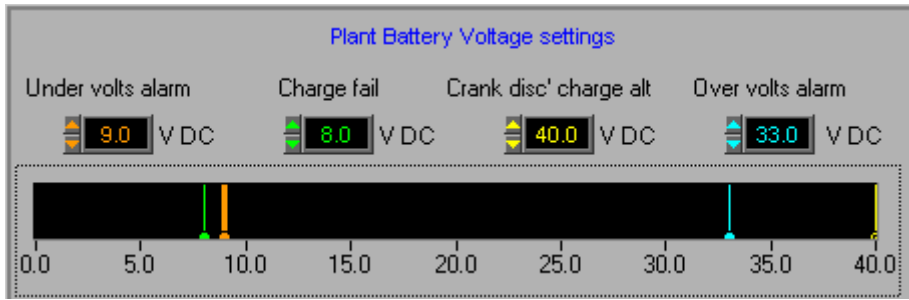 Plant Battery Voltage settings
Under volts alarm Charge fail Crank disc' charge alt Over volts alarm
9.0 V DC 8.0 V DC 40.0 V DC 33.0 V DC
0.0 5.0 10.0 15.0 20.0 25.0 30.0 35.0 40.0